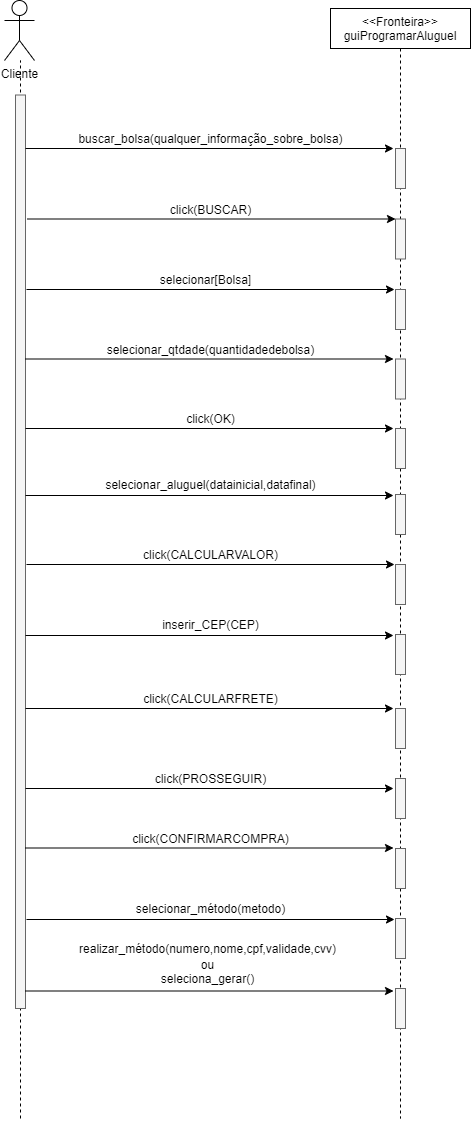 <<Fronteira>>
guiProgramarAluguel
Cliente
buscar_bolsa(qualquer_informação_sobre_bolsa)
click(BUSCAR)
selecionar[Bolsa]
selecionar_qtdade(quantidadedebolsa)
click(OK)
selecionar_aluguel(datainicial,datafinal)
click(CALCULARVALOR)
inserir_CEP(CEP)
click(CALCULARFRETE)
click(PROSSEGUIR)
click(CONFIRMARCOMPRA)
selecionar_método(metodo)
realizar_método(numero,nome,cpf,validade,cvv)
ou
seleciona_gerar()